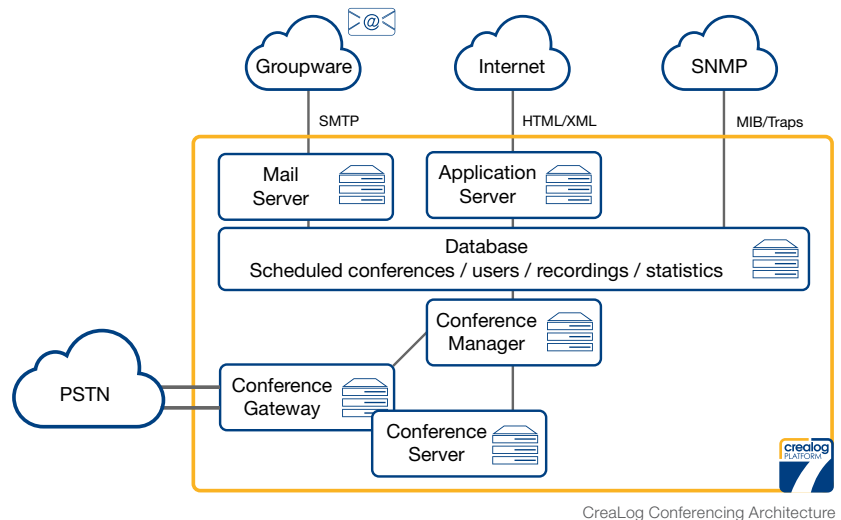 @
Groupware
Internet
SNMP
SMTP
HTML/XML
MIB/Traps
Mail
Server
Application
Server
Database
Scheduled conferences / users / recordings / statistics
Conference
Manager
PSTN
Conference
Gateway
Conference
Server
crealog
PLATFORM
7
CreaLog Conferencing Architecture